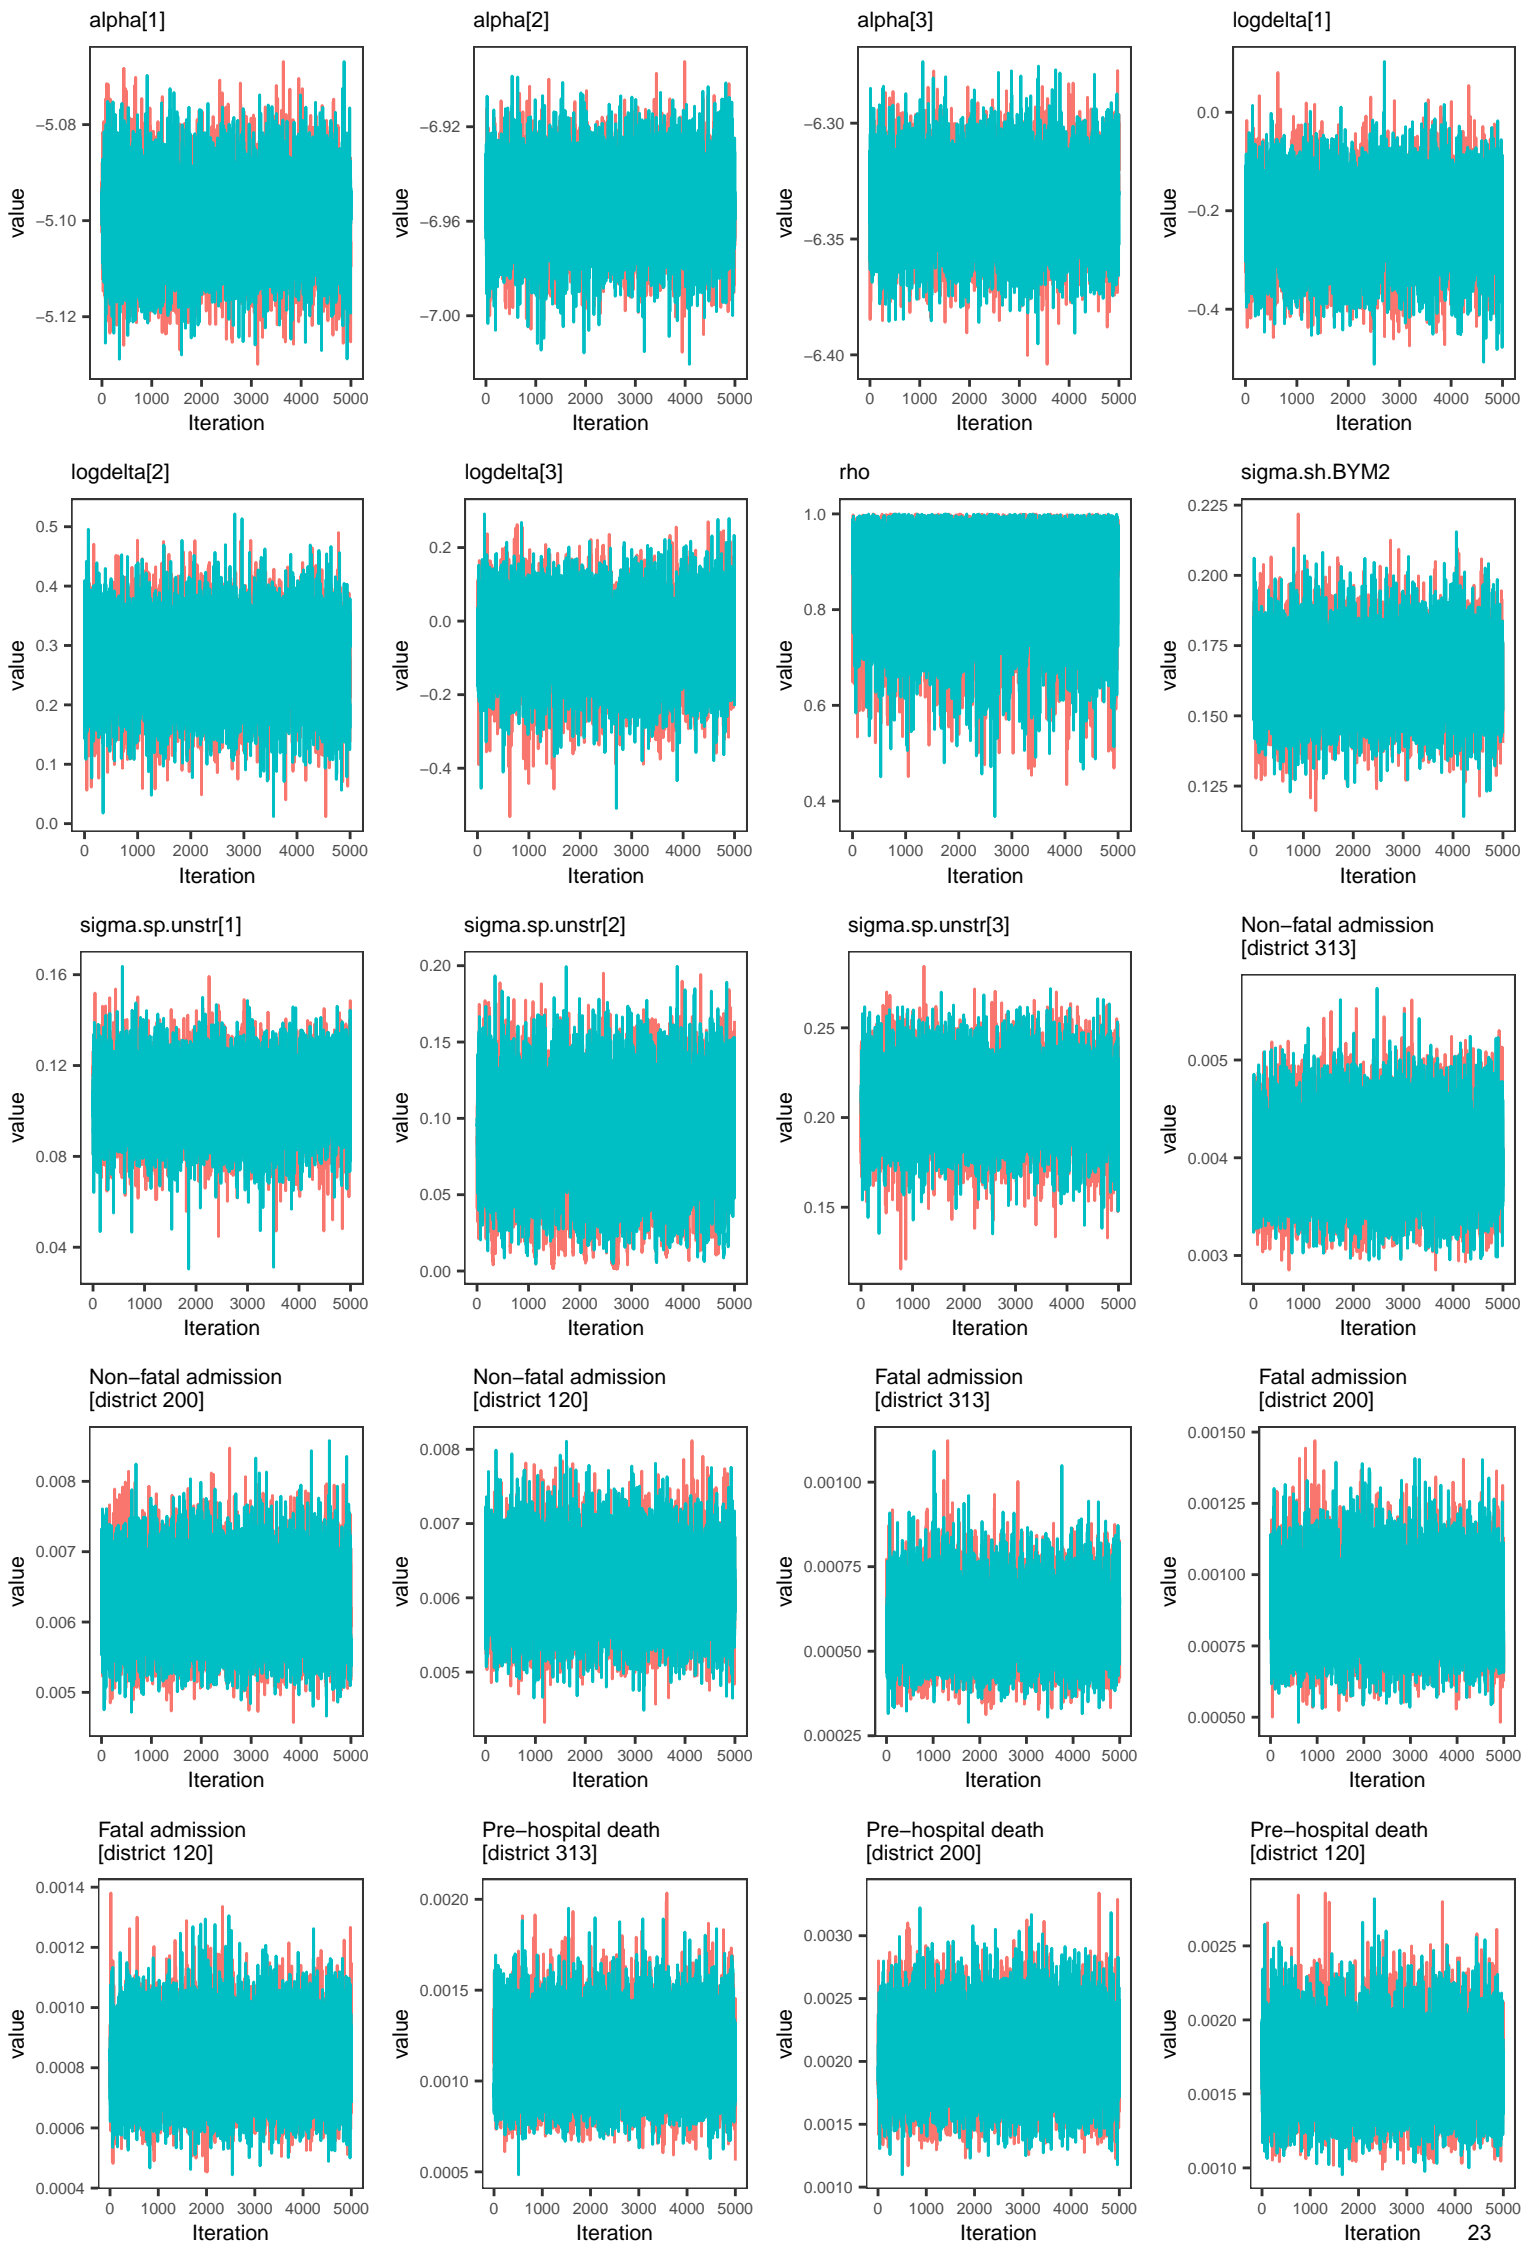 alpha[1]
alpha[2]
alpha[3]
logdelta[1]
value
−5.08
−5.10
−5.12
0 1000 2000 3000 4000 5000
Iteration
value
−6.92
−6.96
−7.00
0 1000 2000 3000 4000 5000
Iteration
value
−6.30
−6.35
−6.40
0 1000 2000 3000 4000 5000
Iteration
value
0.0
−0.2
−0.4
0 1000 2000 3000 4000 5000
Iteration
logdelta[2]
logdelta[3]
rho
sigma.sh.BYM2
value
0.5
0.4
0.3
0.2
0.1
0.0
0 1000 2000 3000 4000 5000
Iteration
value
0.2
0.0
−0.2
−0.4
0 1000 2000 3000 4000 5000
Iteration
value
1.0
0.8
0.6
0.4
0 1000 2000 3000 4000 5000
Iteration
value
0.225
0.200
0.175
0.150
0.125
0 1000 2000 3000 4000 5000
Iteration
sigma.sp.unstr[1]
sigma.sp.unstr[2]
sigma.sp.unstr[3]
Non−fatal admission
[district 313]
value
0.16
0.12
0.08
0.04
0 1000 2000 3000 4000 5000
Iteration
value
0.20
0.15
0.10
0.05
0.00
0 1000 2000 3000 4000 5000
Iteration
value
0.25
0.20
0.15
0 1000 2000 3000 4000 5000
Iteration
value
0.005
0.004
0.003
0 1000 2000 3000 4000 5000
Iteration
Non−fatal admission
[district 200]
Non−fatal admission
[district 120]
Fatal admission
[district 313]
Fatal admission
[district 200]
value
0.008
0.007
0.006
0.005
0 1000 2000 3000 4000 5000
Iteration
value
0.008
0.007
0.006
0.005
0 1000 2000 3000 4000 5000
Iteration
value
0.00100
0.00075
0.00050
0.00025
0 1000 2000 3000 4000 5000
Iteration
value
0.00150
0.00125
0.00100
0.00075
0.00050
0 1000 2000 3000 4000 5000
Iteration
Fatal admission
[district 120]
Pre−hospital death
[district 313]
Pre−hospital death
[district 200]
Pre−hospital death
[district 120]
value
0.0014
0.0012
0.0010
0.0008
0.0006
0.0004
0 1000 2000 3000 4000 5000
Iteration
value
0.0020
0.0015
0.0010
0.0005
0 1000 2000 3000 4000 5000
Iteration
value
0.0030
0.0025
0.0020
0.0015
0.0010
0 1000 2000 3000 4000 5000
Iteration
value
0.0025
0.0020
0.0015
0.0010
0 1000 2000 3000 4000 5000
Iteration
23